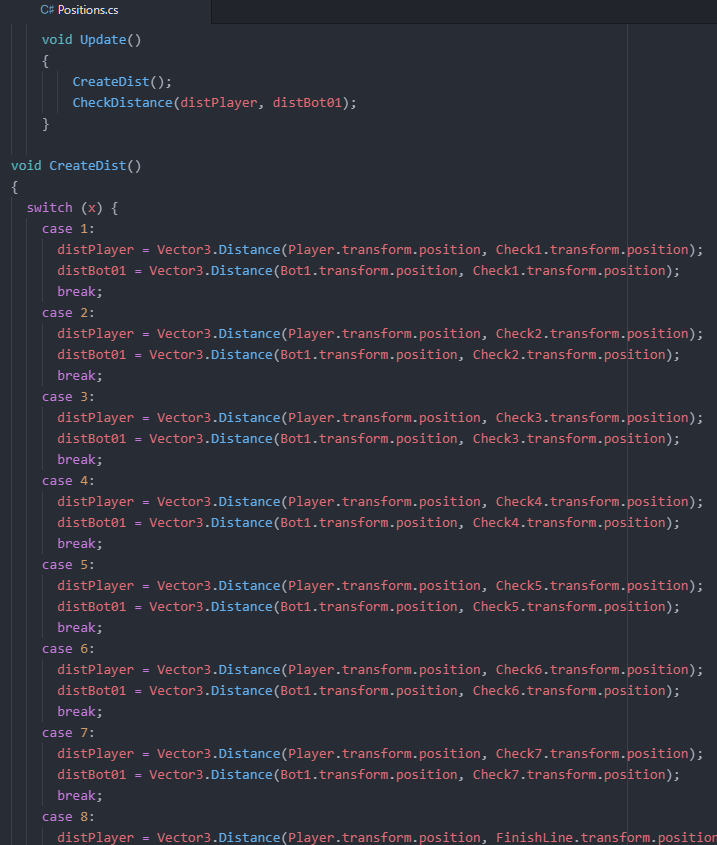 C# Positions.cs
void Update()
{
CreateDist();
CheckDistance(distPlayer, distBot01);
}
void CreateDist()
{
switch (x) {
case 1:
distPlayer = Vector3.Distance(Player.transform.position, Check1.transform.position);
distBot01 = Vector3.Distance(Bot1.transform.position, Check1.transform.position);
break;
case 2:
distPlayer = Vector3.Distance(Player.transform.position, Check2.transform.position);
distBot01 = Vector3.Distance(Bot1.transform.position, Check2.transform.position);
break;
case 3:
distPlayer = Vector3.Distance(Player.transform.position, Check3.transform.position);
distBot01 = Vector3.Distance(Bot1.transform.position, Check3.transform.position);
break;
case 4:
distPlayer = Vector3.Distance(Player.transform.position, Check4.transform.position);
distBot01 = Vector3.Distance(Bot1.transform.position, Check4.transform.position);
break;
case 5:
distPlayer = Vector3.Distance(Player.transform.position, Check5.transform.position);
distBot01 = Vector3.Distance(Bot1.transform.position, Check5.transform.position);
break;
case 6:
distPlayer = Vector3.Distance(Player.transform.position, Check6.transform.position);
distBot01 = Vector3.Distance(Bot1.transform.position, Check6.transform.position);
break;
case 7:
distPlayer = Vector3.Distance(Player.transform.position, Check7.transform.position);
distBot01 = Vector3.Distance(Bot1.transform.position, Check7.transform.position);
break;
case 8:
distPlayer = Vector3.Distance(Player.transform.position, FinishLine.transform.position